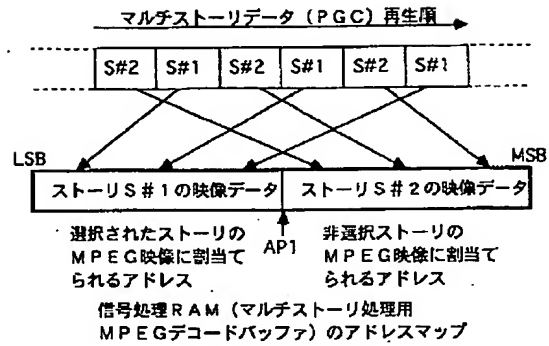 マルチストーリデータ（PGC）再生順
S#2 S#1 S#2 S#1 S#2 S#1
LSB MSB
ストーリS#1の映像データ ストーリS#2の映像データ
選択されたストーリの
MPEG映像に割当て
られるアドレス
AP1
非選択ストーリの
MPEG映像に割当て
られるアドレス
信号処理RAM（マルチストーリ処理用
MPEGデコードバッファ）のアドレスマップ